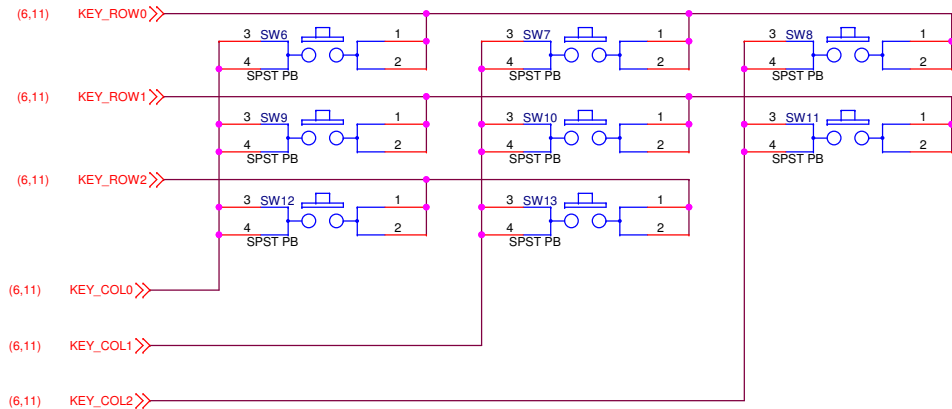 (6,11) KEY_ROW0
3 SW6 1 3 SW7 1 3 SW8 1
4 2 4 2 4 2
SPST PB SPST PB SPST PB
(6,11) KEY_ROW1
3 SW9 1 3 SW10 1 3 SW11 1
4 2 4 2 4 2
SPST PB SPST PB SPST PB
(6,11) KEY_ROW2
3 SW12 1 3 SW13 1
4 2 4 2
SPST PB SPST PB
(6,11) KEY_COL0
(6,11) KEY_COL1
(6,11) KEY_COL2